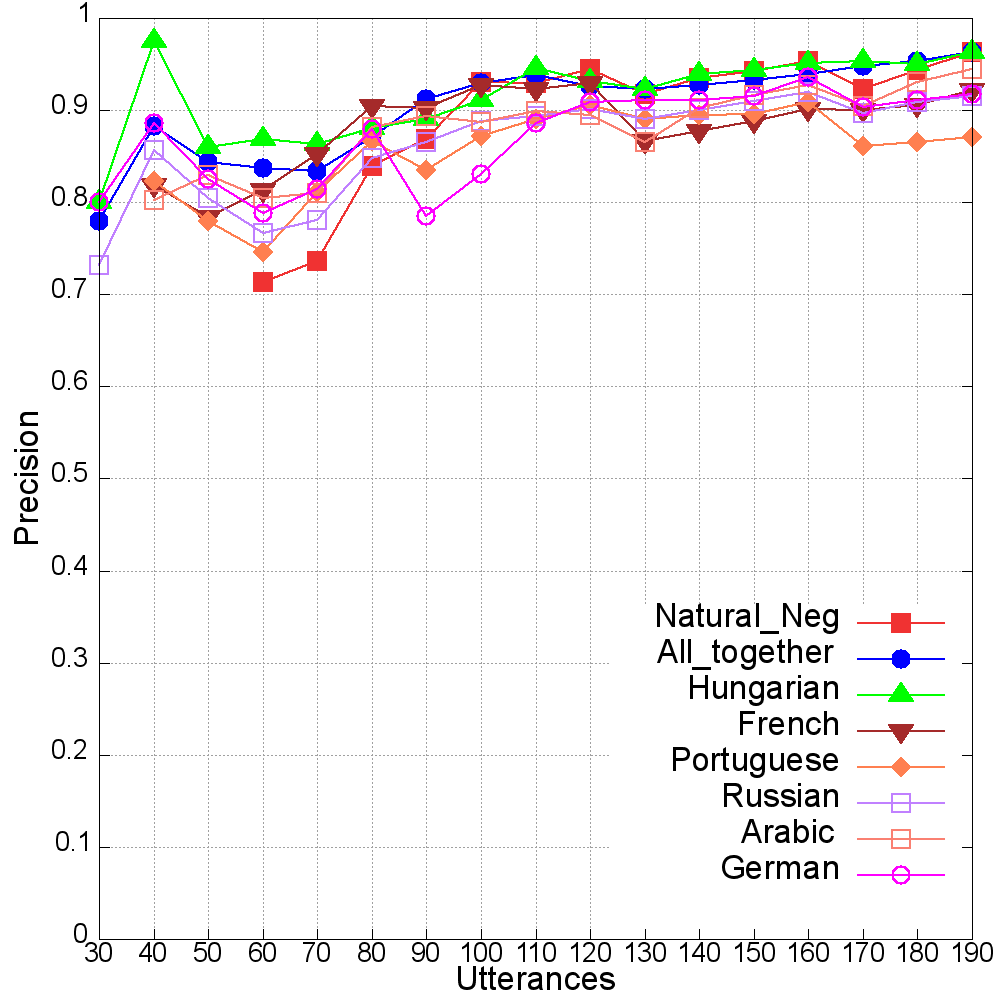 1
0.9
0.8
0.7
0.6
0.5
0.4
0.3
0.2
0.1
0
Precision
Natural_Neg
All_together
Hungarian
French
Portuguese
Russian
Arabic
German
30 40 50 60 70 80 90 100 110 120 130 140 150 160 170 180 190
Utterances